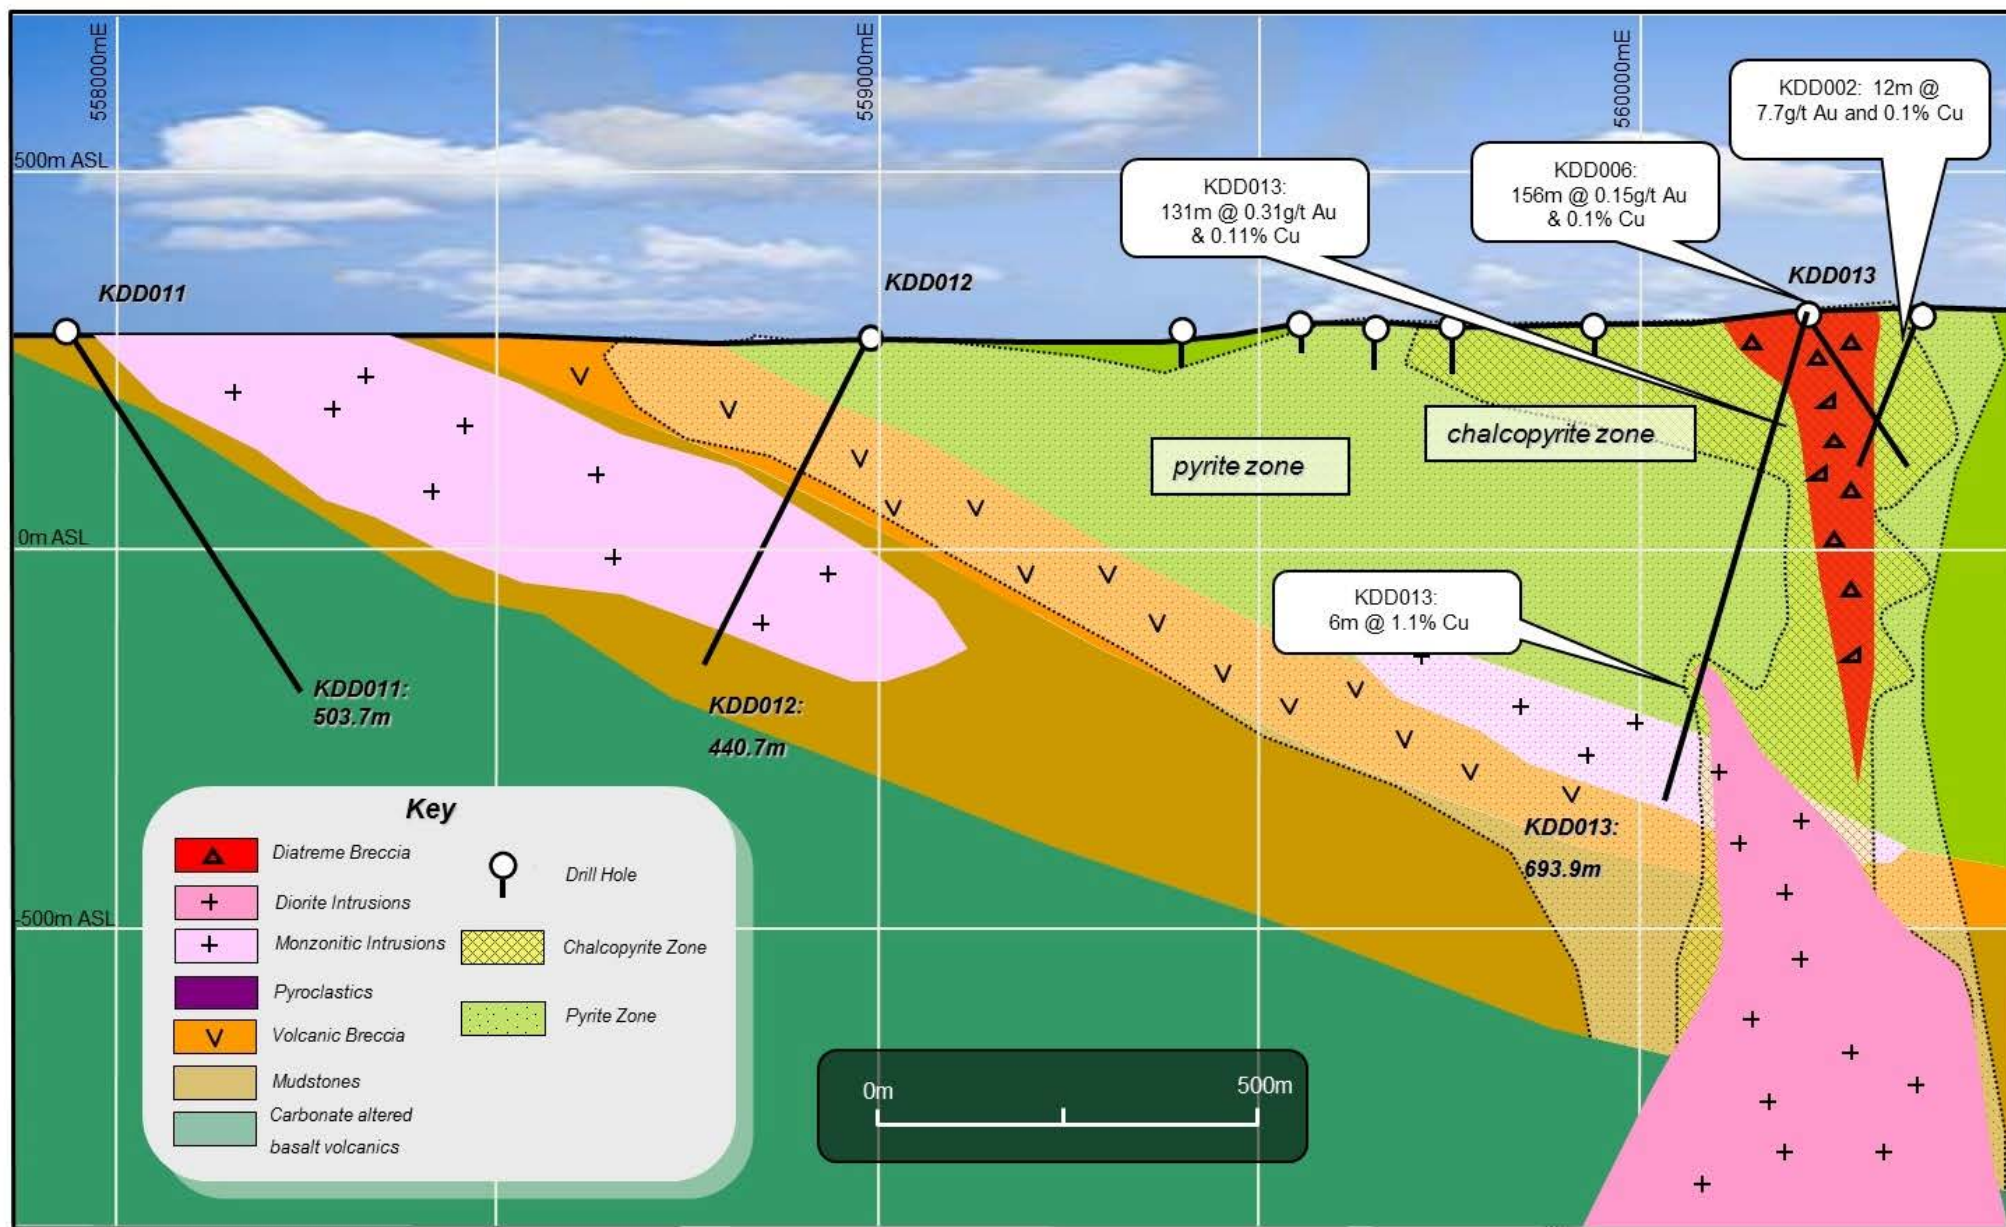 558000mE
559000mE
560000mE
500m ASL
0m ASL
-500m ASL
KDD002: 12m @
7.7g/t Au and 0.1% Cu
KDD006:
156m @ 0.15g/t Au
& 0.1% Cu
KDD013:
131m @ 0.31g/t Au
& 0.11% Cu
KDD011
KDD012
KDD013
chalcopyrite zone
pyrite zone
KDD013:
6m @ 1.1% Cu
KDD011:
503.7m
KDD012:
440.7m
KDD013:
693.9m
Key
Diatreme Breccia
Diorite Intrusions
Monzonitic Intrusions
Pyroclastics
Volcanic Breccia
Mudstones
Carbonate altered
basalt volcanics
Drill Hole
Chalcopyrite Zone
Pyrite Zone
0m
500m